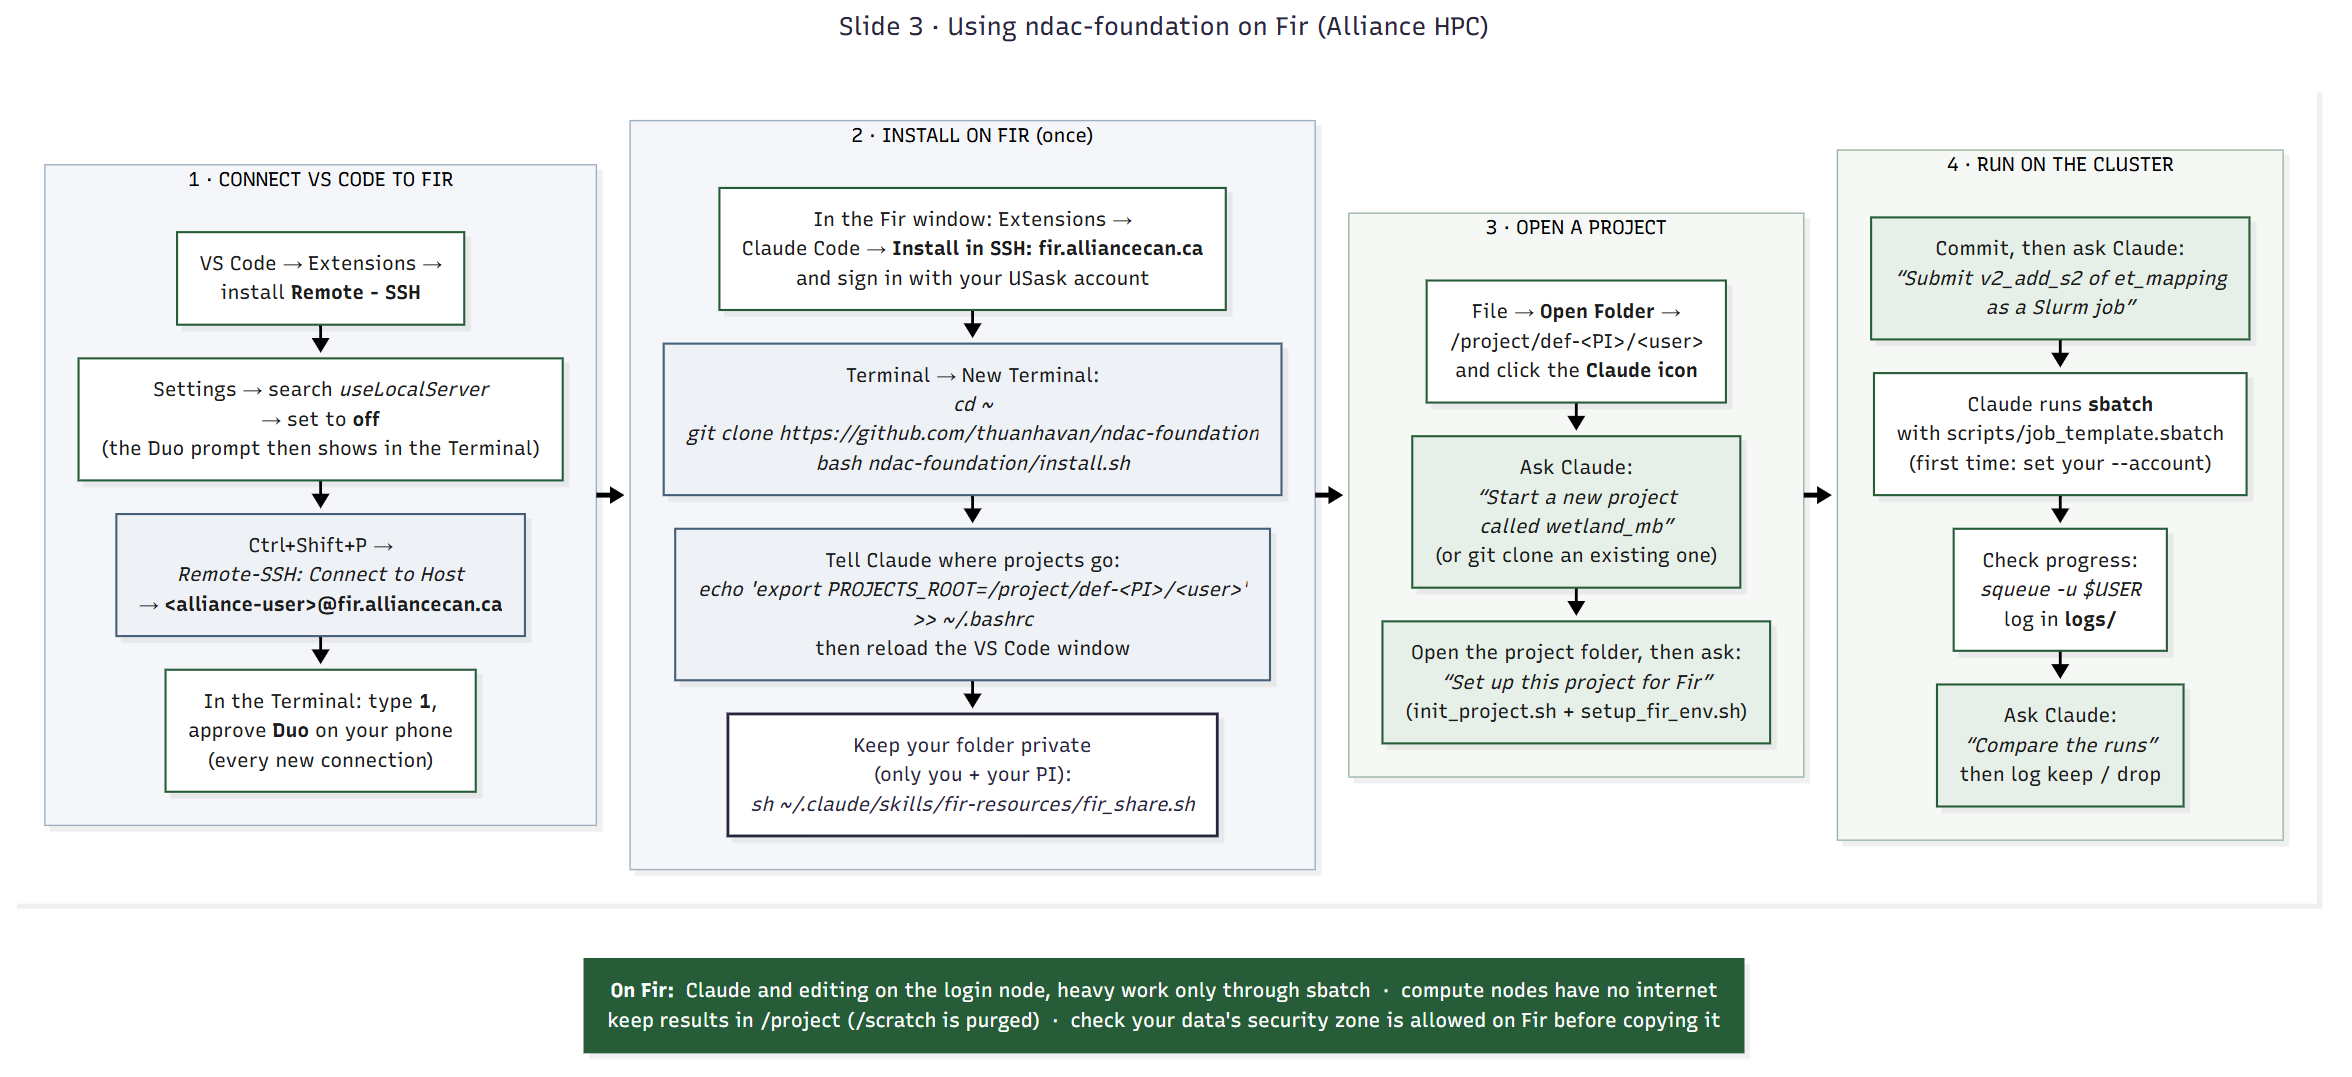 Slide 3 · Using ndac-foundation on Fir (Alliance HPC)
1 · CONNECT VS CODE TO FIR
VS Code → Extensions →
install Remote - SSH
Settings → search useLocalServer
→ set to off
(the Duo prompt then shows in the Terminal)
Ctrl+Shift+P →
Remote-SSH: Connect to Host
→ <alliance-user>@fir.alliancecan.ca
In the Terminal: type 1,
approve Duo on your phone
(every new connection)
2 · INSTALL ON FIR (once)
In the Fir window: Extensions →
Claude Code → Install in SSH: fir.alliancecan.ca
and sign in with your USask account
Terminal → New Terminal:
cd ~
git clone https://github.com/thuanhavan/ndac-foundation
bash ndac-foundation/install.sh
Tell Claude where projects go:
echo 'export PROJECTS_ROOT=/project/def-<PI>/<user>'
>> ~/.bashrc
then reload the VS Code window
Keep your folder private
(only you + your PI):
sh ~/.claude/skills/fir-resources/fir_share.sh
3 · OPEN A PROJECT
File → Open Folder →
/project/def-<PI>/<user>
and click the Claude icon
Ask Claude:
“Start a new project
called wetland_mb”
(or git clone an existing one)
Open the project folder, then ask:
“Set up this project for Fir”
(init_project.sh + setup_fir_env.sh)
4 · RUN ON THE CLUSTER
Commit, then ask Claude:
“Submit v2_add_s2 of et_mapping
as a Slurm job”
Claude runs sbatch
with scripts/job_template.sbatch
(first time: set your --account)
Check progress:
squeue -u $USER
log in logs/
Ask Claude:
“Compare the runs”
then log keep / drop
On Fir: Claude and editing on the login node, heavy work only through sbatch · compute nodes have no internet
keep results in /project (/scratch is purged) · check your data's security zone is allowed on Fir before copying it